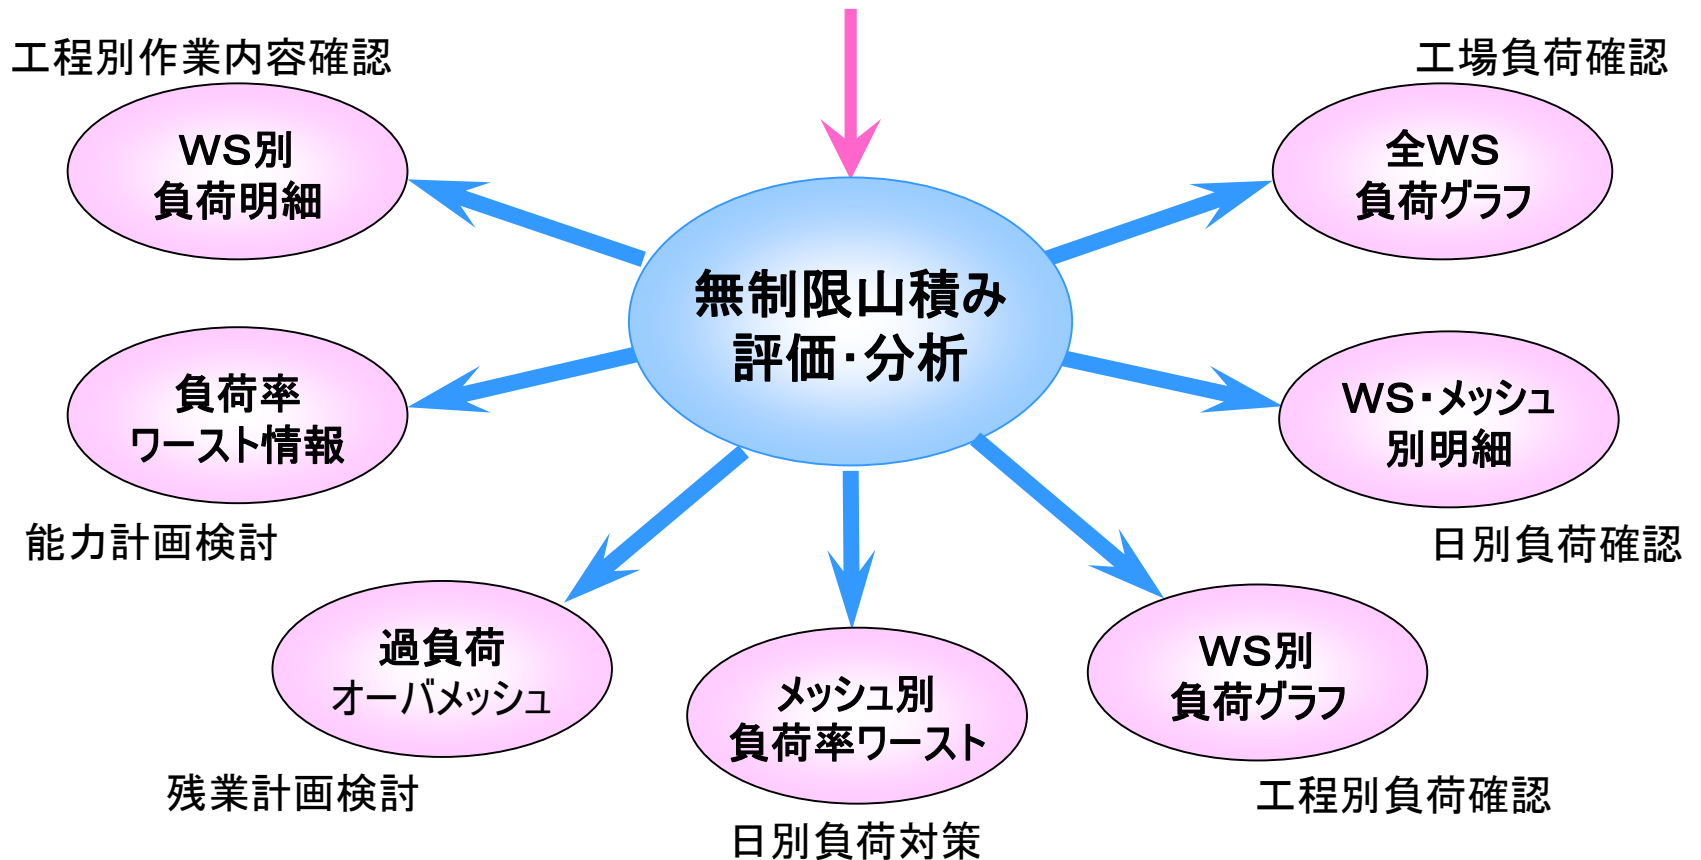 工程別作業内容確認
WS別
負荷明細
工場負荷確認
全WS
負荷グラフ
無制限山積み
評価・分析
負荷率
ワースト情報
能力計画検討
WS・メッシュ
別明細
日別負荷確認
過負荷
オーバメッシュ
残業計画検討
メッシュ別
負荷率ワースト
日別負荷対策
WS別
負荷グラフ
工程別負荷確認